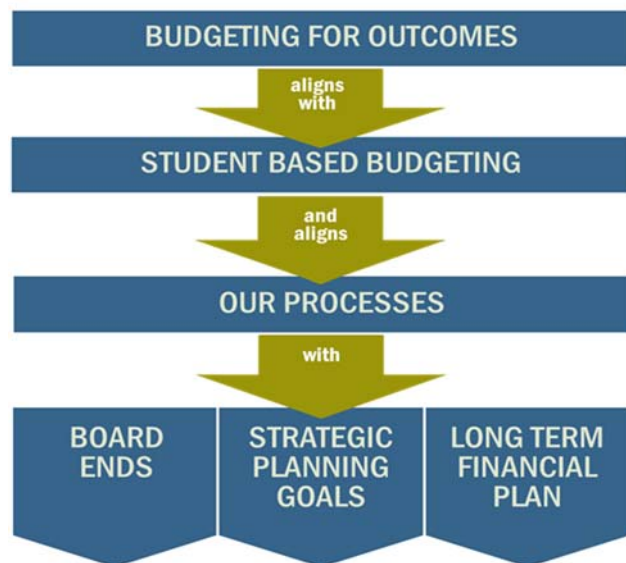 BUDGETING FOR OUTCOMES
aligns
with
STUDENT BASED BUDGETING
and
aligns
OUR PROCESSES
with
BOARD
ENDS
STRATEGIC
PLANNING
GOALS
LONG TERM
FINANCIAL
PLAN